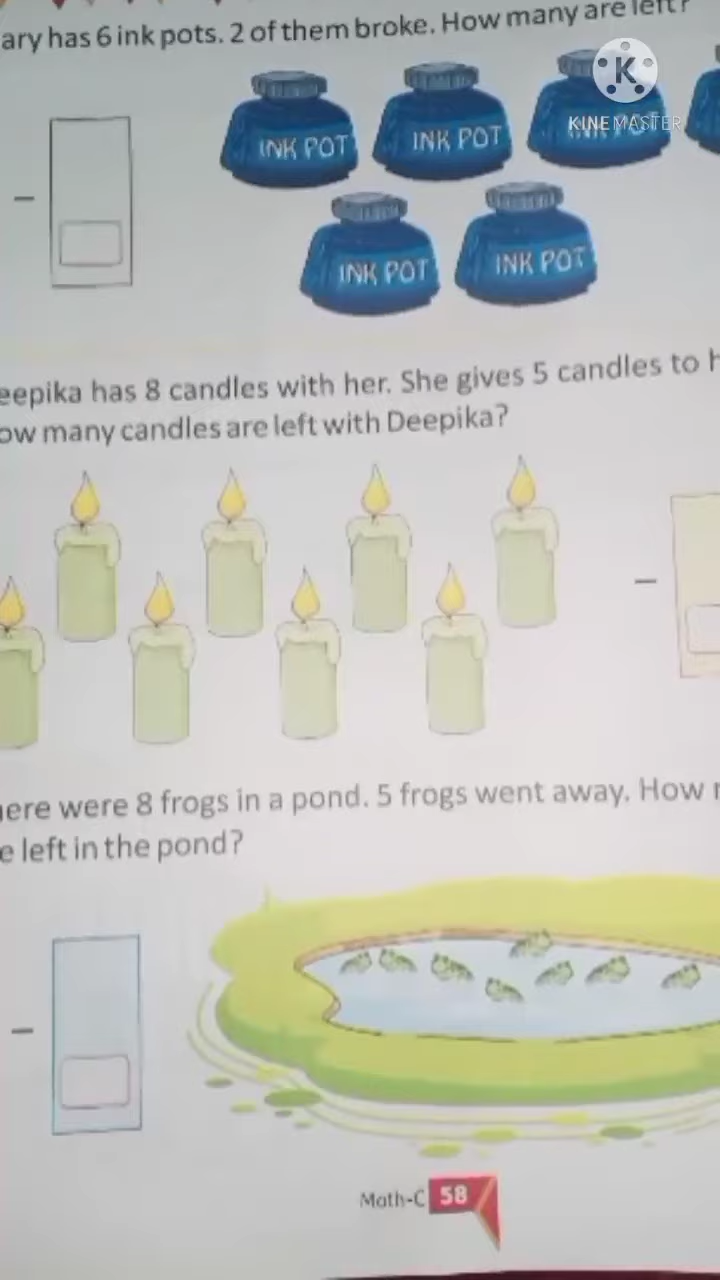 ary has 6 ink pots. 2 of them broke. How many are left?
K
KINEMASTER
INK POT INK POT
INK POT INK POT
eepika has 8 candles with her. She gives 5 candles to h
ow many candles are left with Deepika?
here were 8 frogs in a pond. 5 frogs went away. How
e left in the pond?
Math-C 58